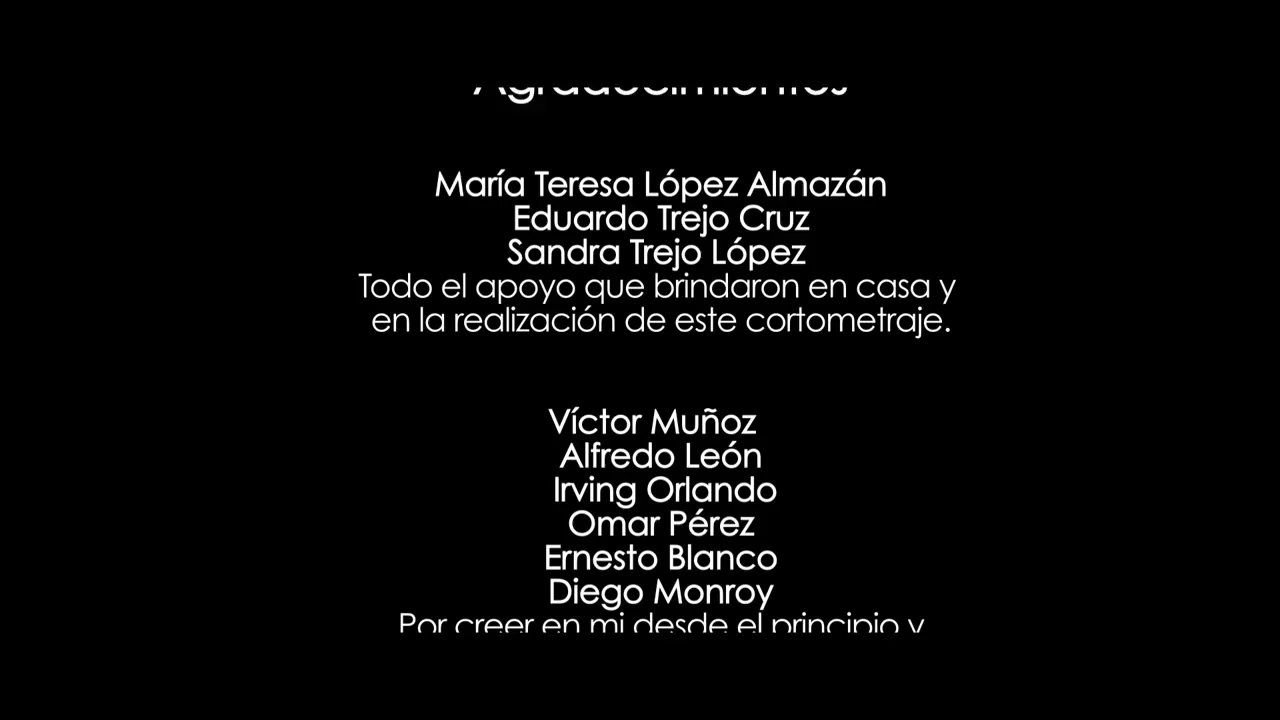 Agradecimientos
María Teresa López Almazán
Eduardo Trejo Cruz
Sandra Trejo López
Todo el apoyo que brindaron en casa y
en la realización de este cortometraje.
Víctor Muñoz
Alfredo León
Irving Orlando
Omar Pérez
Ernesto Blanco
Diego Monroy
Por creer en mi desde el principio y